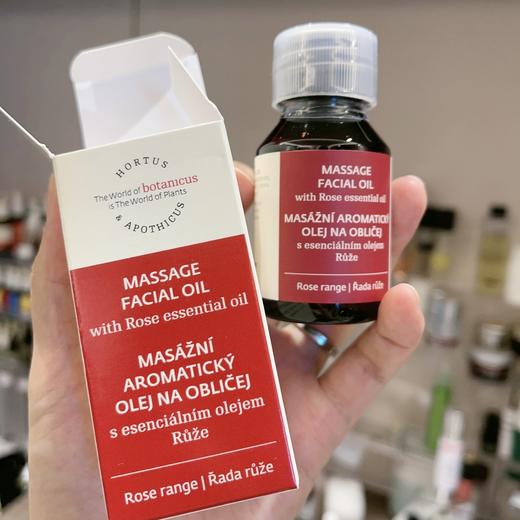 HORTUS
The World of botanicus
is The World of Plants
& APOTHICUS
MASSAGE
FACIAL OIL
with Rose essential oil
MASÁŽNÍ
AROMATICKÝ
OLEJ NA OBLIČEJ
s esenciálním olejem
Růže
Rose range | Řada růže
MASSAGE
FACIAL OIL
with Rose essential oil
MASÁŽNÍ AROMATICKÝ
OLEJ NA OBLIČEJ
s esenciálním olejem
Růže
Rose range | Řada růže